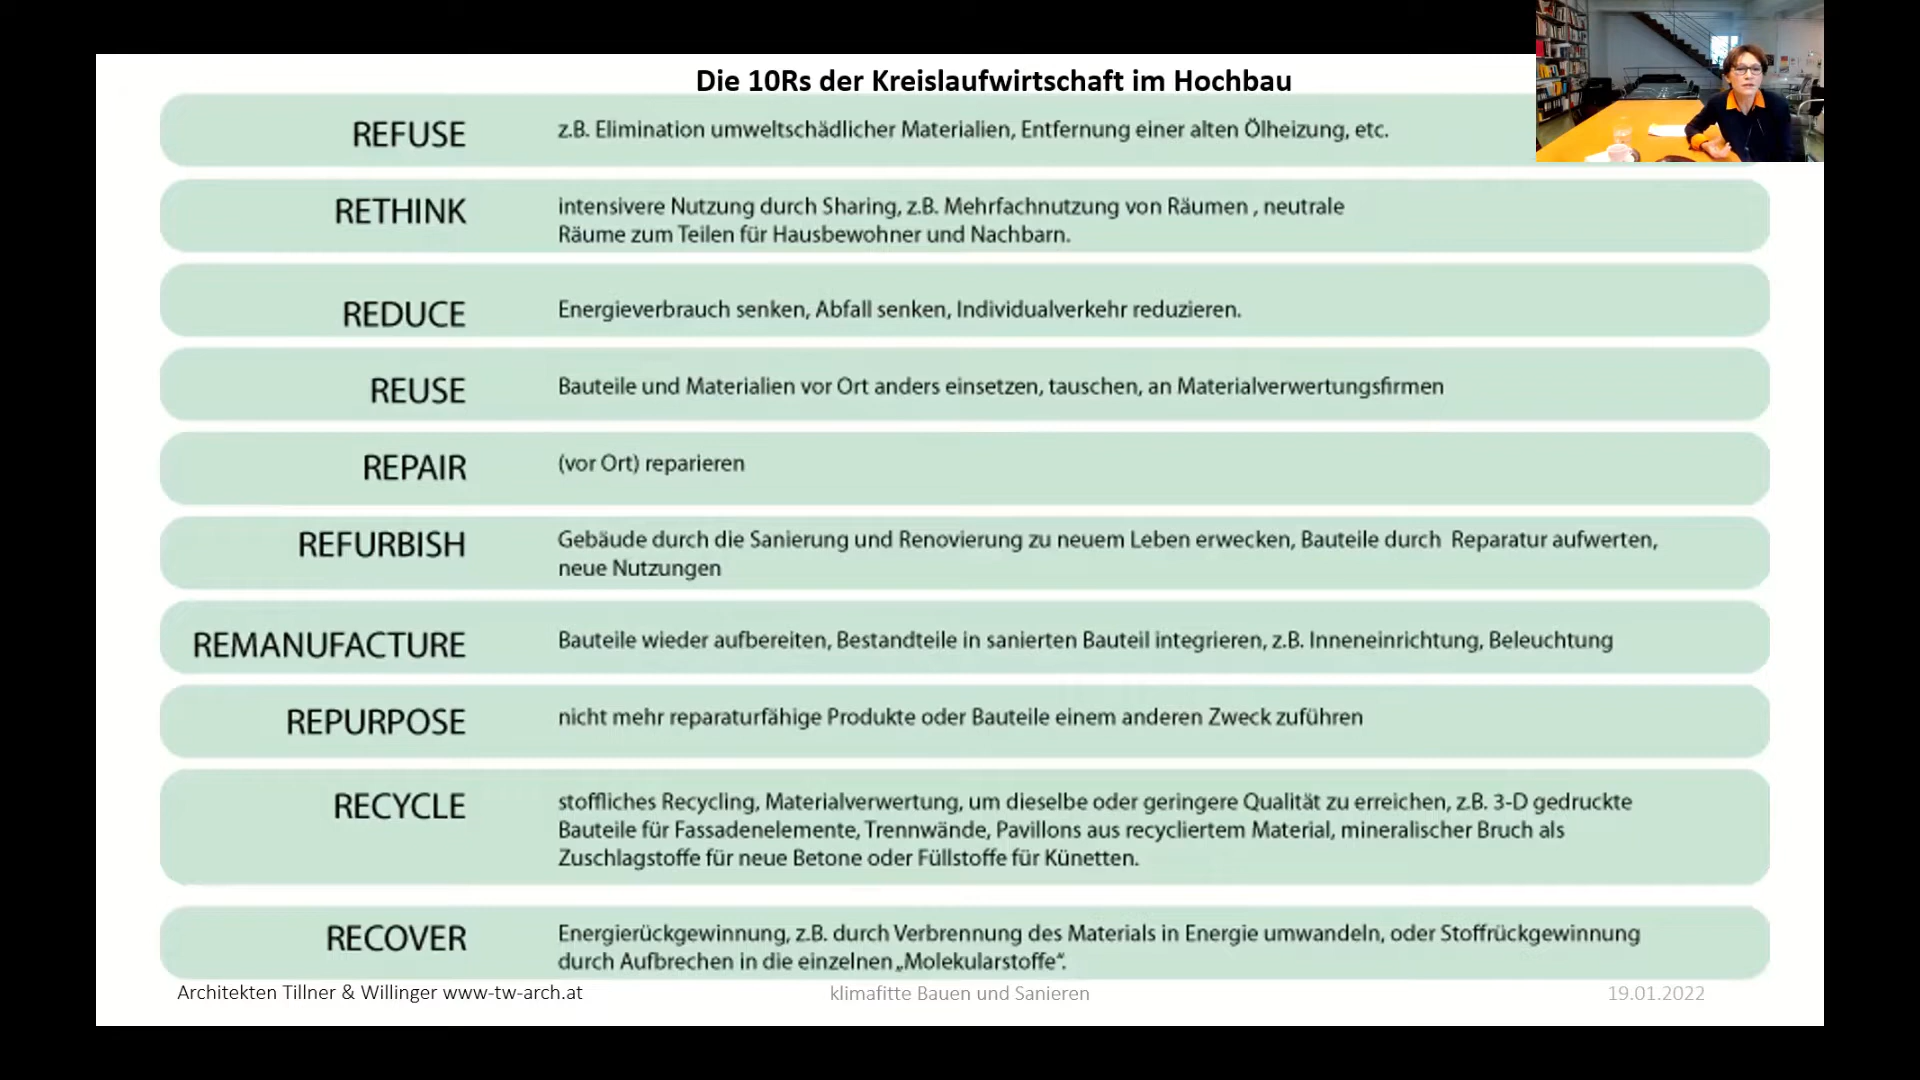 Die 10Rs der Kreislaufwirtschaft im Hochbau
REFUSE
z.B. Elimination umweltschädlicher Materialien, Entfernung einer alten Ölheizung, etc.
RETHINK
intensivere Nutzung durch Sharing, z.B. Mehrfachnutzung von Räumen , neutrale
Räume zum Teilen für Hausbewohner und Nachbarn.
REDUCE
Energieverbrauch senken, Abfall senken, Individualverkehr reduzieren.
REUSE
Bauteile und Materialien vor Ort anders einsetzen, tauschen, an Materialverwertungsfirmen
REPAIR
(vor Ort) reparieren
REFURBISH
Gebäude durch die Sanierung und Renovierung zu neuem Leben erwecken, Bauteile durch Reparatur aufwerten,
neue Nutzungen
REMANUFACTURE
Bauteile wieder aufbereiten, Bestandteile in sanierten Bauteil integrieren, z.B. Inneneinrichtung, Beleuchtung
REPURPOSE
nicht mehr reparaturfähige Produkte oder Bauteile einem anderen Zweck zuführen
RECYCLE
stoffliches Recycling, Materialverwertung, um dieselbe oder geringere Qualität zu erreichen, z.B. 3-D gedruckte
Bauteile für Fassadenelemente, Trennwände, Pavillons aus recycliertem Material, mineralischer Bruch als
Zuschlagstoffe für neue Betone oder Füllstoffe für Künetten.
RECOVER
Energierückgewinnung, z.B. durch Verbrennung des Materials in Energie umwandeln, oder Stoffrückgewinnung
durch Aufbrechen in die einzelnen „Molekularstoffe“.
Architekten Tillner & Willinger www-tw-arch.at
klimafitte Bauen und Sanieren
19.01.2022